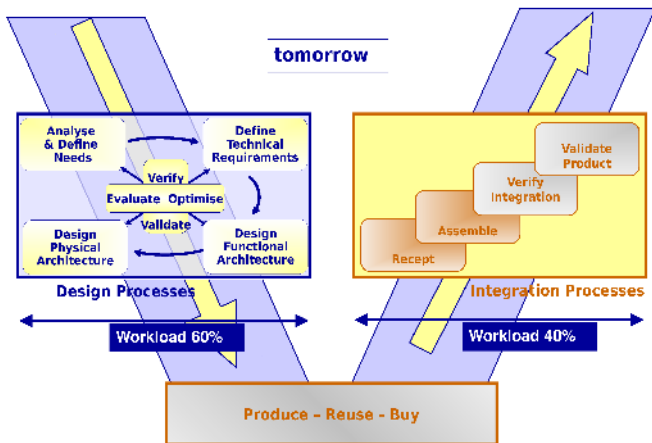 tomorrow
Analyse
& Define
Needs
Define
Technical
Requirements
Verify
Evaluate Optimise
Validate
Design
Physical
Architecture
Design
Functional
Architecture
Design Processes
Workload 60%
Validate
Product
Verify
Integration
Assemble
Recept
Integration Processes
Workload 40%
Produce – Reuse - Buy